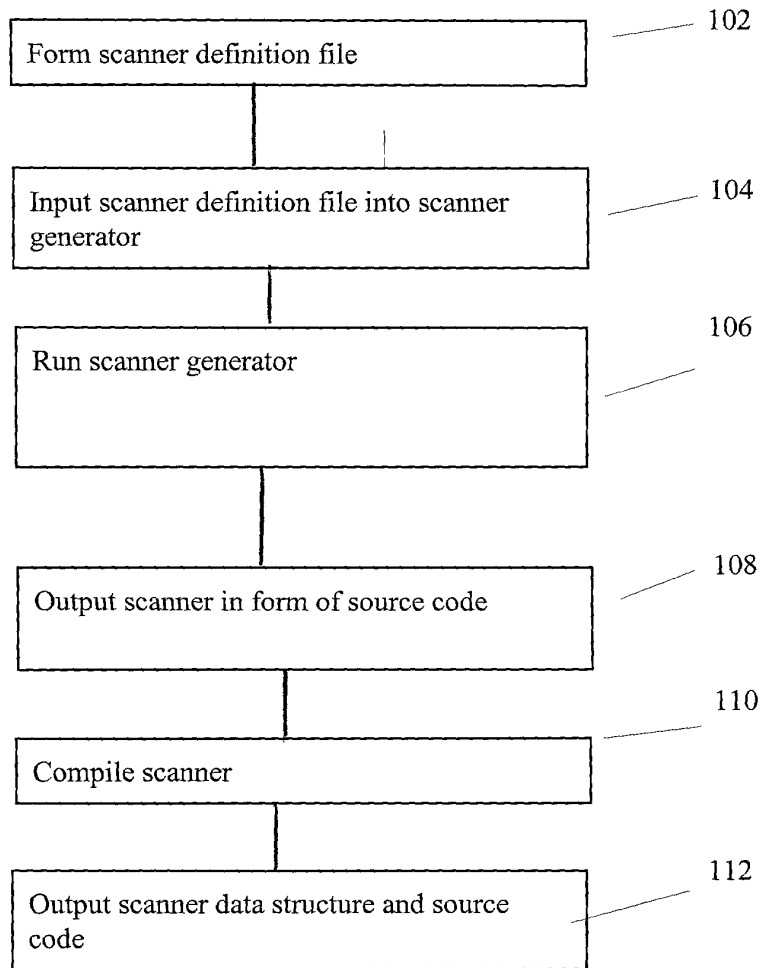 102
Form scanner definition file
104
Input scanner definition file into scanner
generator
106
Run scanner generator
108
Output scanner in form of source code
110
Compile scanner
112
Output scanner data structure and source
code